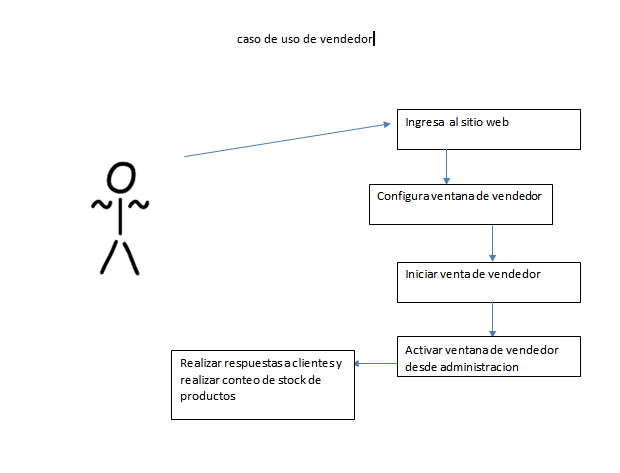 caso de uso de vendedor
Ingresa al sitio web
Configura ventana de vendedor
Iniciar venta de vendedor
Activar ventana de vendedor
desde administracion
Realizar respuestas a clientes y
realizar conteo de stock de
productos